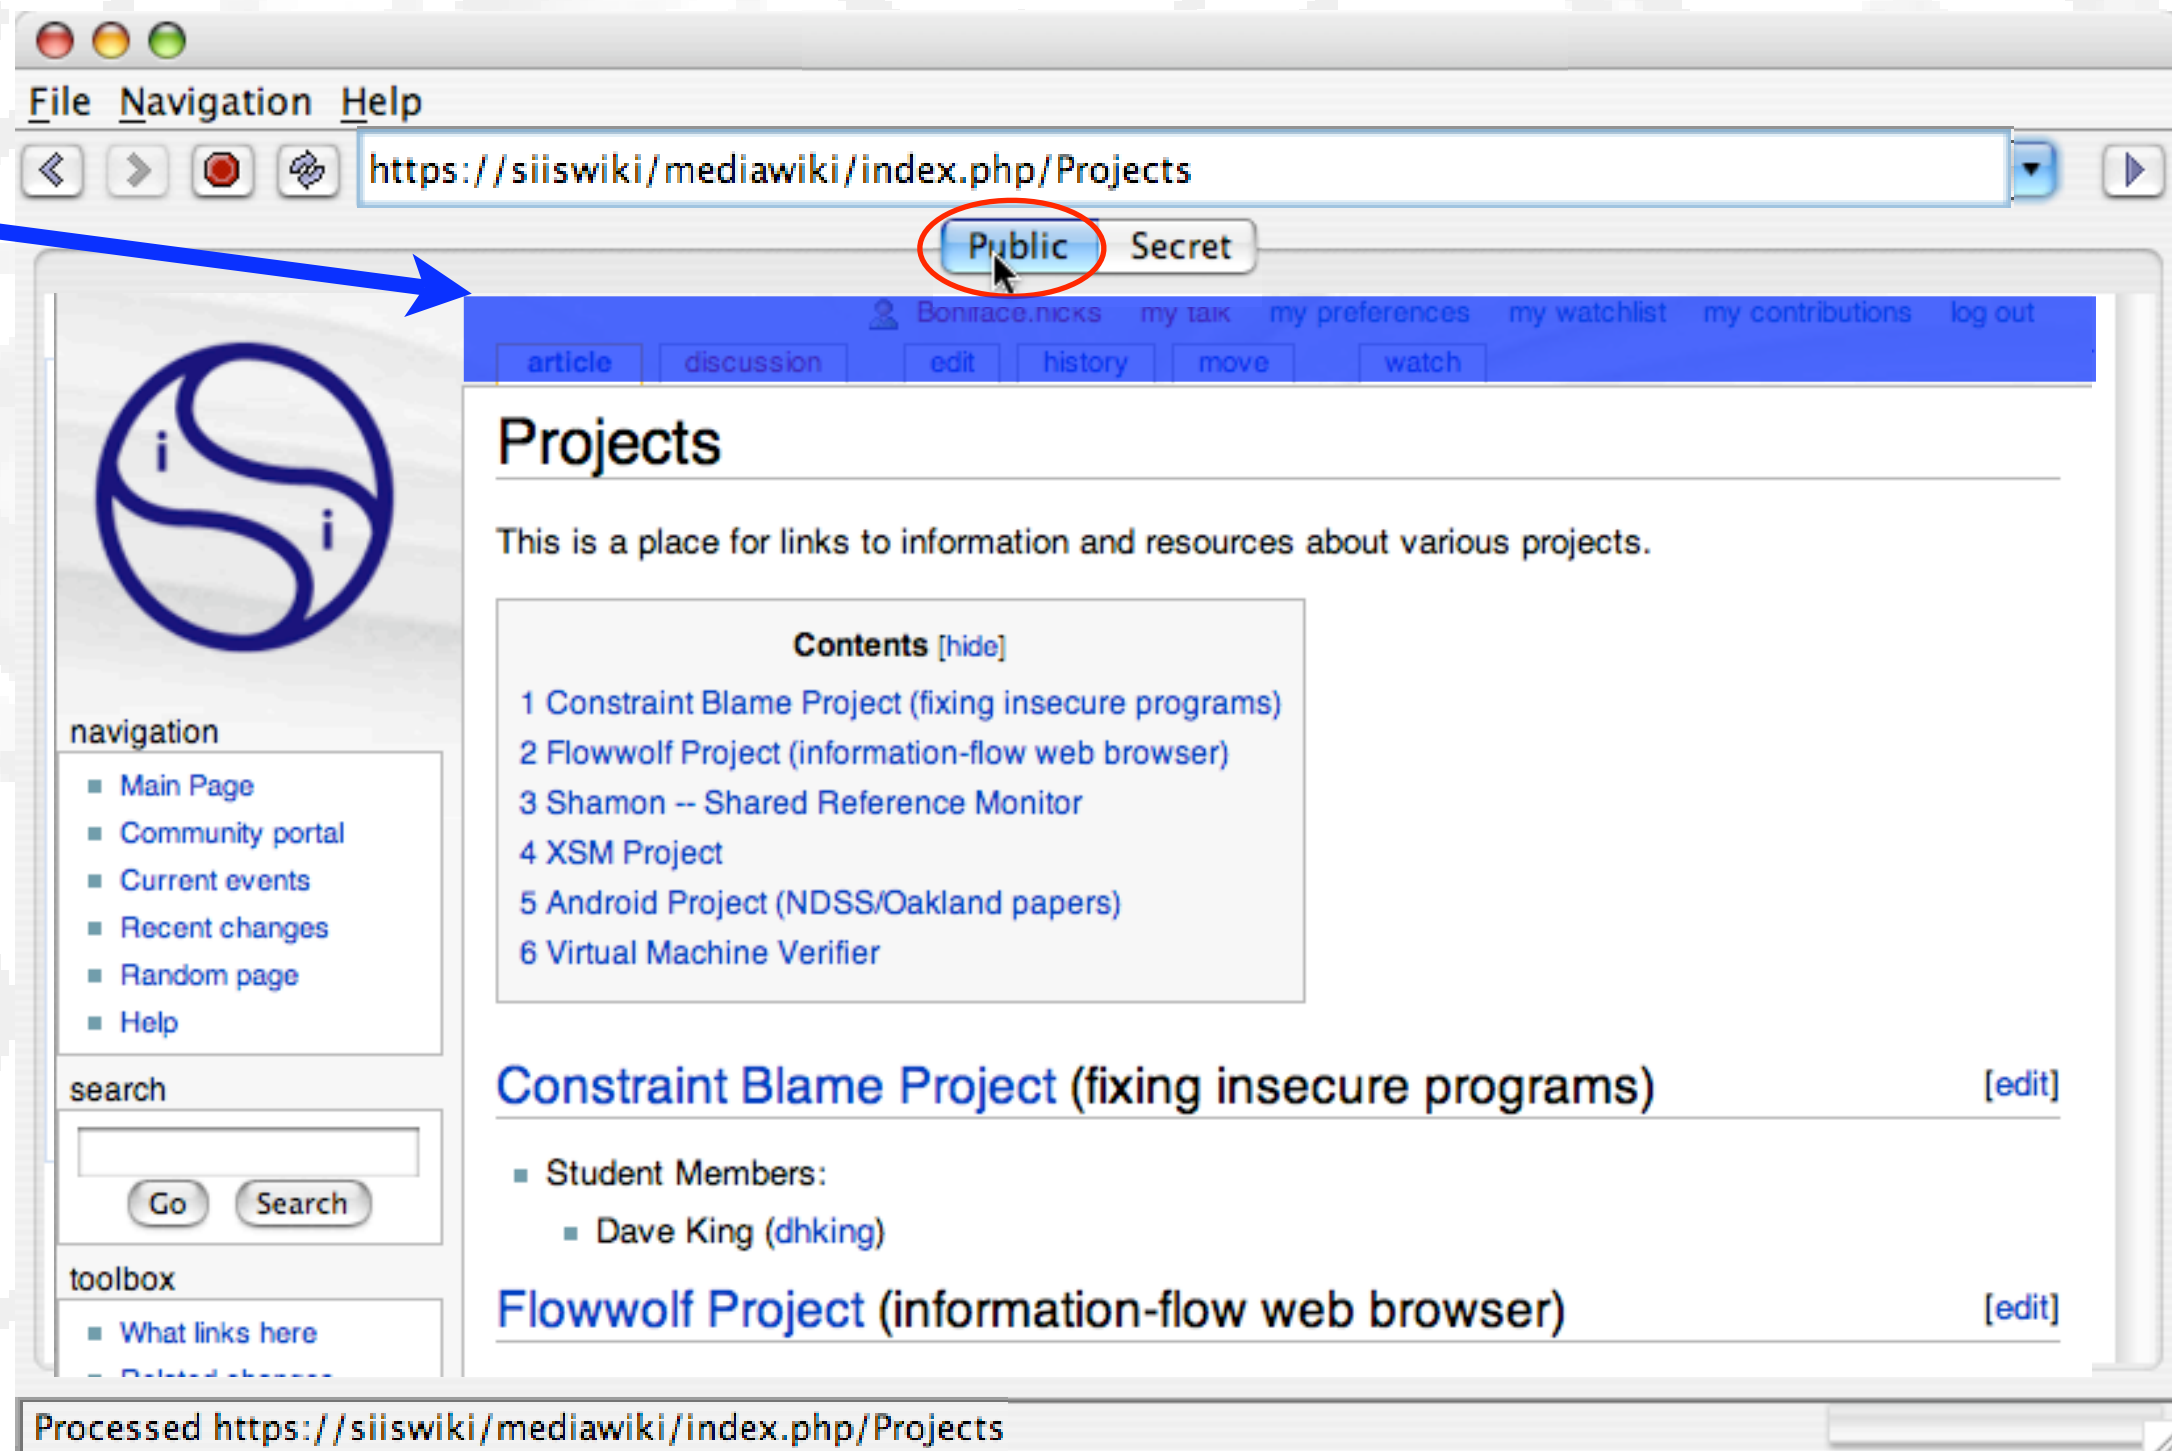 File Navigation Help
https://siiswiki/mediawiki/index.php/Projects
Public Secret
Boniface.nicks my talk my preferences my watchlist my contributions log out
article discussion edit history move watch
i
i
Projects
This is a place for links to information and resources about various projects.
Contents [hide]
1 Constraint Blame Project (fixing insecure programs)
2 Flowwolf Project (information-flow web browser)
3 Shamon -- Shared Reference Monitor
4 XSM Project
5 Android Project (NDSS/Oakland papers)
6 Virtual Machine Verifier
navigation
Main Page
Community portal
Current events
Recent changes
Random page
Help
search
Go Search
toolbox
What links here
Related changes
Constraint Blame Project (fixing insecure programs) [edit]
Student Members:
Dave King (dhking)
Flowwolf Project (information-flow web browser) [edit]
Processed https://siiswiki/mediawiki/index.php/Projects